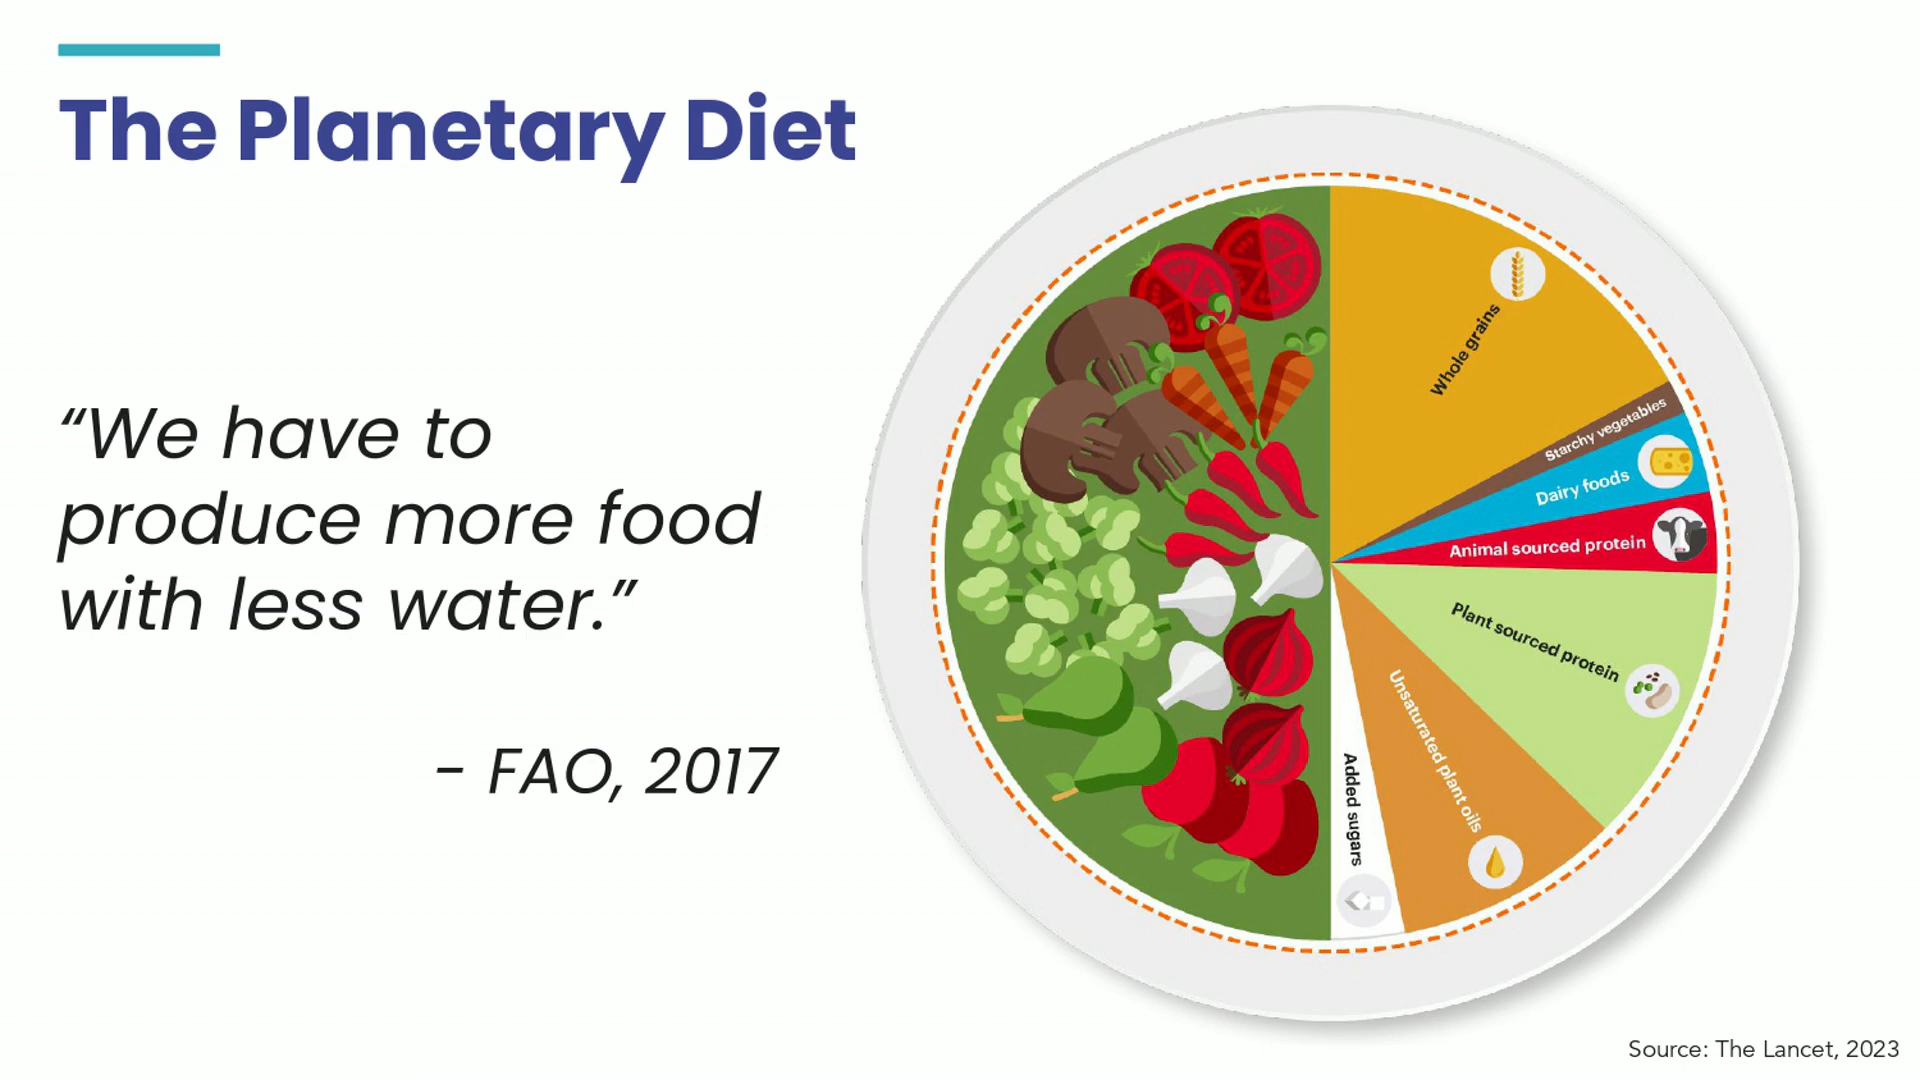 The Planetary Diet
“We have to
produce more food
with less water.”
- FAO, 2017
Whole grains
Starchy vegetables
Dairy foods
Animal sourced protein
Plant sourced protein
Unsaturated plant oils
Added sugars
Source: The Lancet, 2023